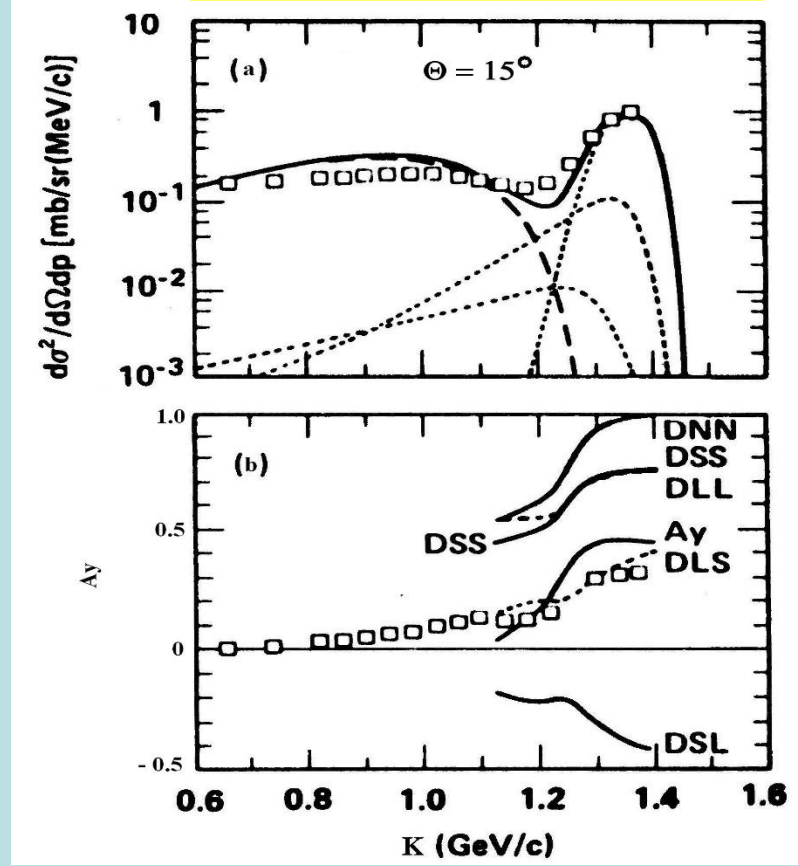 10
(a)
Θ = 15°
1
10⁻¹
10⁻²
10⁻³
dσ²/dΩdp [mb/sr(MeV/c)]
1.0
(b)
DNN
DSS
DLL
0.5
DSS
Ay
DLS
Ay
0
DSL
- 0.5
0.6 0.8 1.0 1.2 1.4 1.6
K (GeV/c)